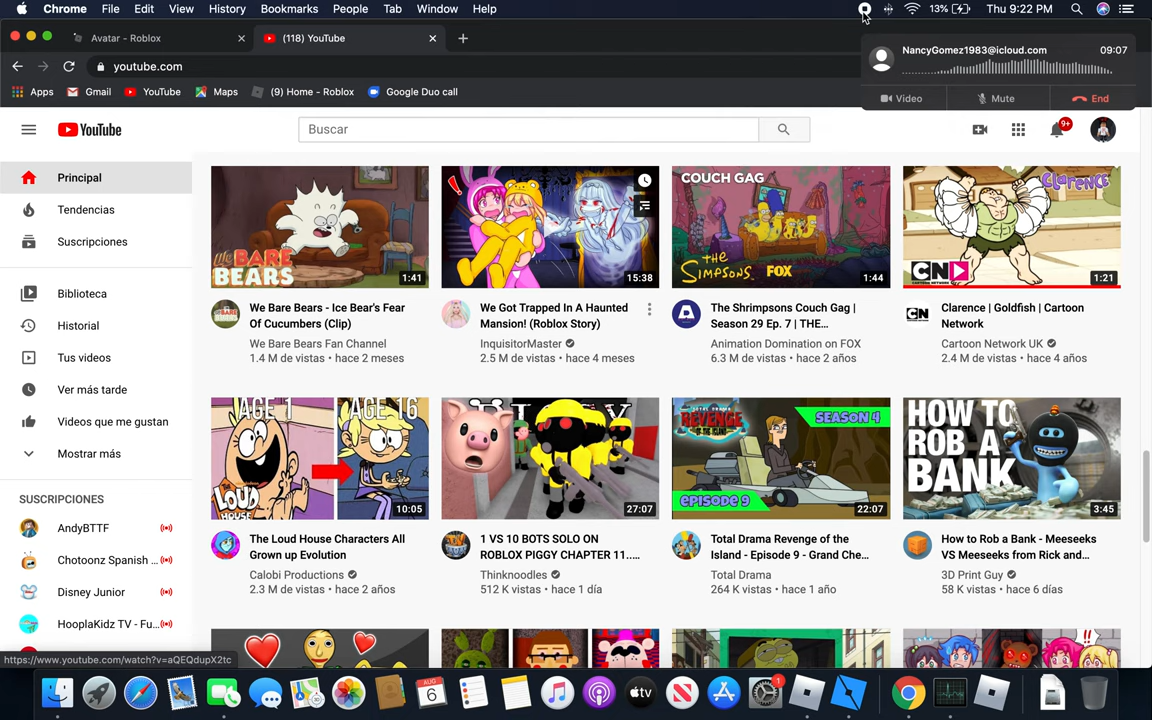 Chrome File Edit View History Bookmarks People Tab Window Help 13% Thu 9:22 PM
Avatar - Roblox (118) YouTube
youtube.com
NancyGomez1983@icloud.com 09:07
Video Mute End
Apps Gmail YouTube Maps (9) Home - Roblox Google Duo call
YouTube Buscar 9+
Principal
Tendencias
Suscripciones
Biblioteca
Historial
Tus videos
Ver más tarde
Videos que me gustan
Mostrar más
SUSCRIPCIONES
AndyBTTF
Chotoonz Spanish ...
Disney Junior
HooplaKidz TV - Fu...
We BARE BEARS
1:41
We Bare Bears - Ice Bear's Fear
Of Cucumbers (Clip)
We Bare Bears Fan Channel
1.4 M de vistas • hace 2 meses
15:38
We Got Trapped In A Haunted
Mansion! (Roblox Story)
InquisitorMaster
2.5 M de vistas • hace 4 meses
COUCH GAG
THE SIMPSONS FOX
1:44
The Shrimpsons Couch Gag |
Season 29 Ep. 7 | THE...
Animation Domination on FOX
6.3 M de vistas • hace 2 años
CLARENCE
CN
1:21
Clarence | Goldfish | Cartoon
Network
CN
Cartoon Network UK
2.4 M de vistas • hace 4 años
AGE 1 AGE 16
THE LOUD HOUSE
10:05
The Loud House Characters All
Grown up Evolution
Calobi Productions
2.3 M de vistas • hace 2 años
27:07
1 VS 10 BOTS SOLO ON
ROBLOX PIGGY CHAPTER 11....
Thinknoodles
512 K vistas • hace 1 día
SEASON 4
REVENGE
EPISODE 9
22:07
Total Drama Revenge of the
Island - Episode 9 - Grand Che...
Total Drama
264 K vistas • hace 1 año
HOW TO
ROB A
BANK
3:45
How to Rob a Bank - Meeseeks
VS Meeseeks from Rick and...
3D Print Guy
58 K vistas • hace 6 días
https://www.youtube.com/watch?v=aQEQdupX2tc
AUG
6
tv
1